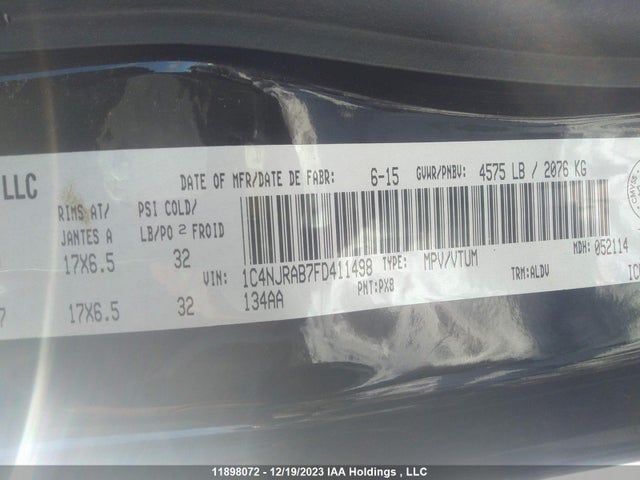 LLC
DATE OF MFR/DATE DE FABR: 6-15 GVWR/PNBV: 4575 LB / 2076 KG
RIMS AT/ PSI COLD/
JANTES A LB/PO 2 FROID
17X6.5 32
VIN: 1C4NJRAB7FD411498 TYPE: MPV/VTUM MDH: 052114
17X6.5 32 134AA PNT:PX8 TRM:ALDV
11898072 - 12/19/2023 IAA Holdings , LLC